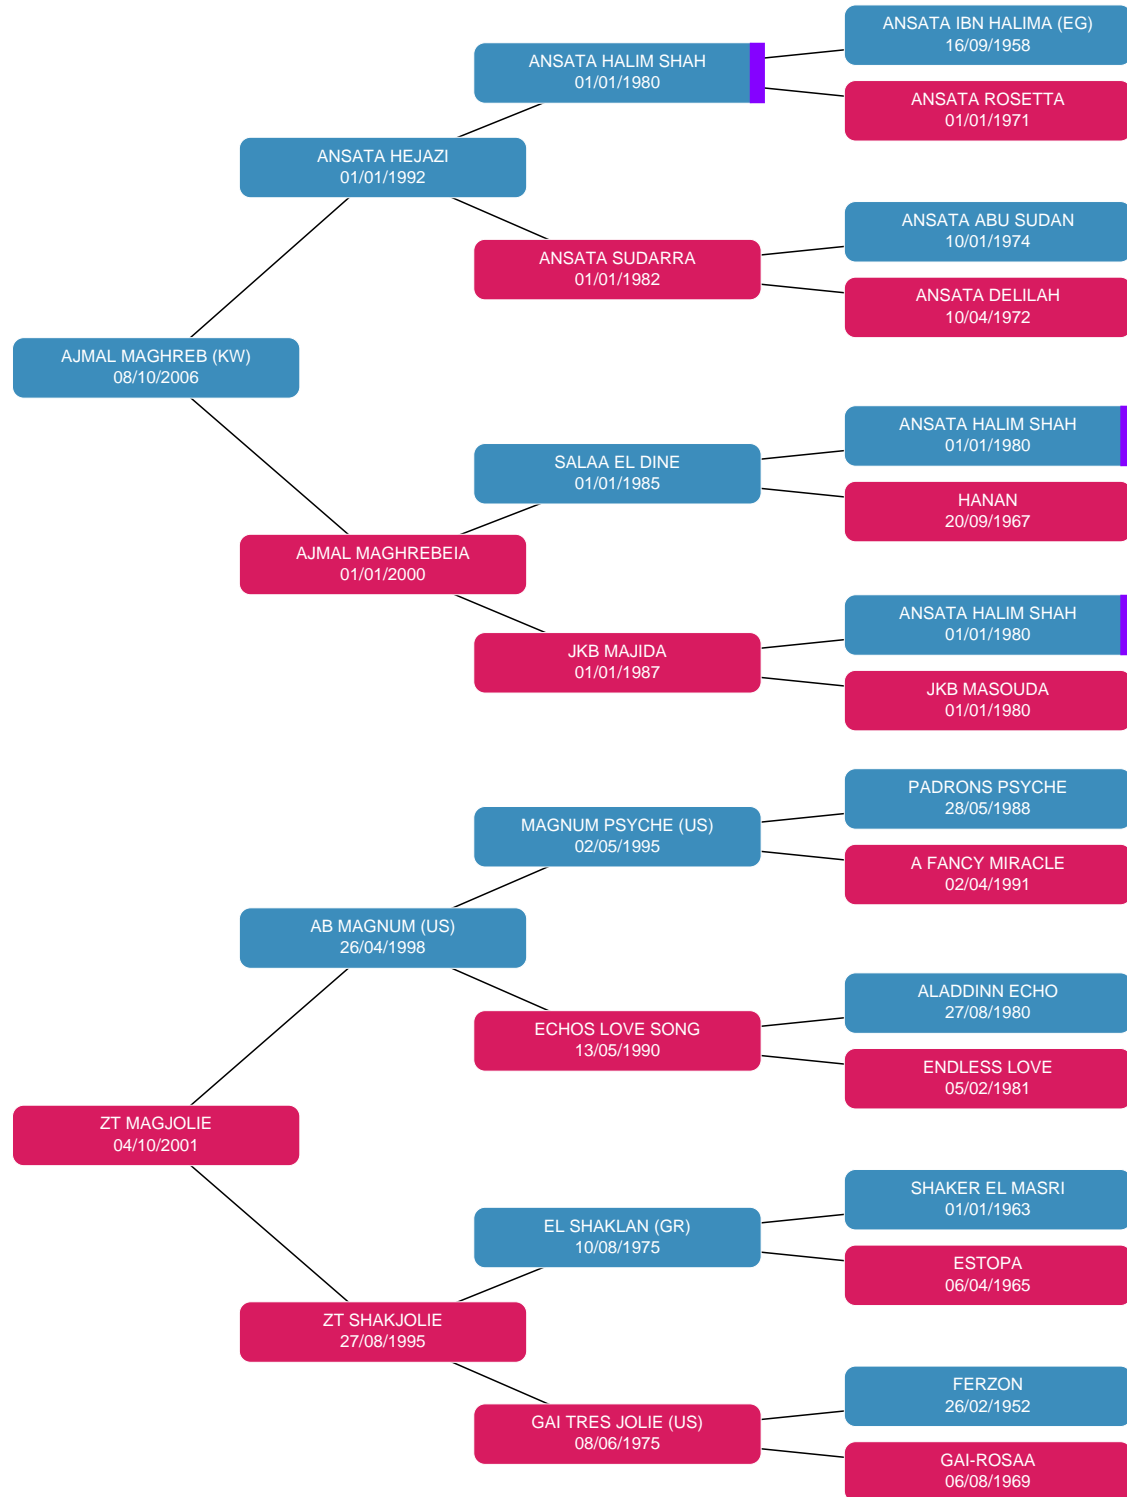 ANSATA IBN HALIMA (EG)
16/09/1958
ANSATA HALIM SHAH
01/01/1980
ANSATA ROSETTA
01/01/1971
ANSATA HEJAZI
01/01/1992
ANSATA ABU SUDAN
10/01/1974
ANSATA SUDARRA
01/01/1982
ANSATA DELILAH
10/04/1972
AJMAL MAGHREB (KW)
08/10/2006
ANSATA HALIM SHAH
01/01/1980
SALAA EL DINE
01/01/1985
HANAN
20/09/1967
AJMAL MAGHREBEIA
01/01/2000
ANSATA HALIM SHAH
01/01/1980
JKB MAJIDA
01/01/1987
JKB MASOUDA
01/01/1980
PADRONS PSYCHE
28/05/1988
MAGNUM PSYCHE (US)
02/05/1995
A FANCY MIRACLE
02/04/1991
AB MAGNUM (US)
26/04/1998
ALADDINN ECHO
27/08/1980
ECHOS LOVE SONG
13/05/1990
ENDLESS LOVE
05/02/1981
ZT MAGJOLIE
04/10/2001
SHAKER EL MASRI
01/01/1963
EL SHAKLAN (GR)
10/08/1975
ESTOPA
06/04/1965
ZT SHAKJOLIE
27/08/1995
FERZON
26/02/1952
GAI TRES JOLIE (US)
08/06/1975
GAI-ROSAA
06/08/1969